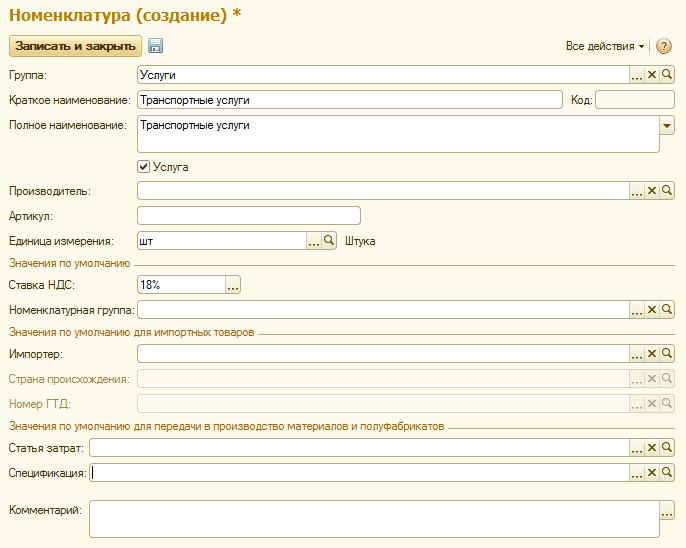 Номенклатура (создание) *
Записать и закрыть Все действия ?
Группа: Услуги ...
Краткое наименование: Транспортные услуги Код:
Полное наименование: Транспортные услуги
Услуга
Производитель: ...
Артикул:
Единица измерения: шт ... Штука
Значения по умолчанию
Ставка НДС: 18% ...
Номенклатурная группа: ...
Значения по умолчанию для импортных товаров
Импортер: ...
Страна происхождения: ...
Номер ГТД: ...
Значения по умолчанию для передачи в производство материалов и полуфабрикатов
Статья затрат: ...
Спецификация: ...
Комментарий: ...